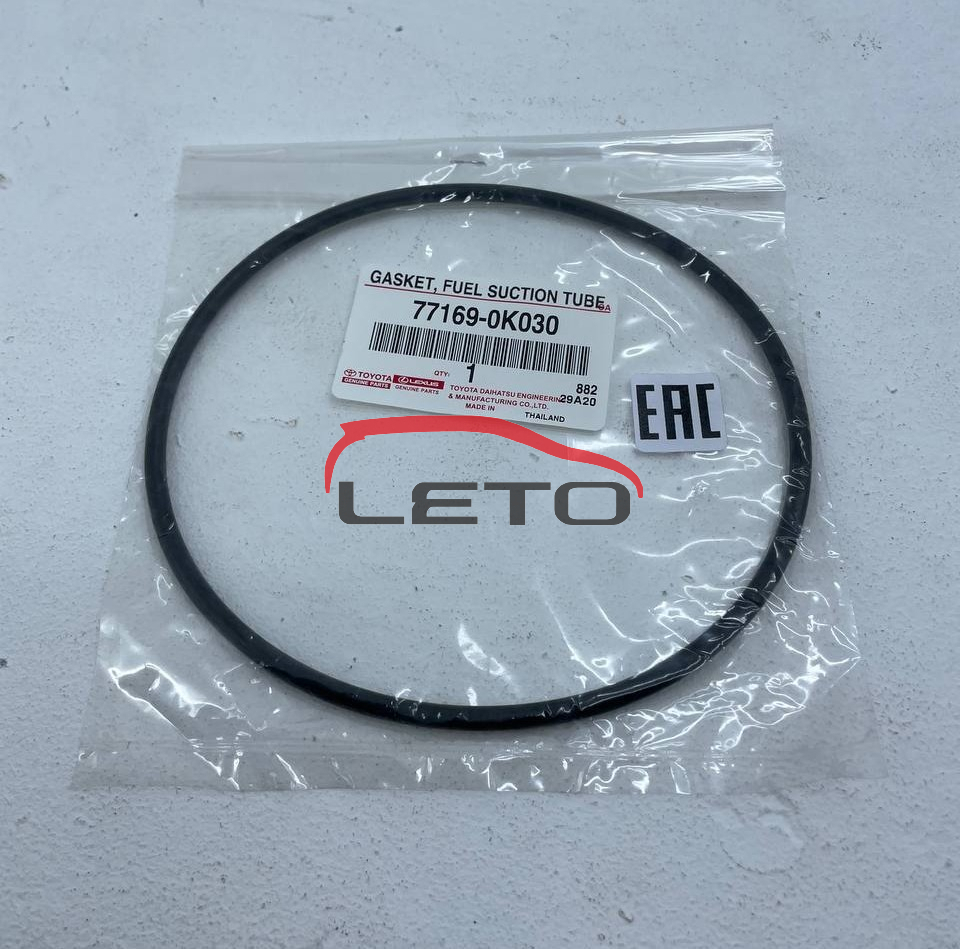 GASKET, FUEL SUCTION TUBE
GA
77169-0K030
QTY: 1
TOYOTA
GENUINE PARTS
LEXUS
GENUINE PARTS
TOYOTA DAIHATSU ENGINEERING
& MANUFACTURING CO.,LTD.
MADE IN THAILAND
882
29A20
EAC
LETO